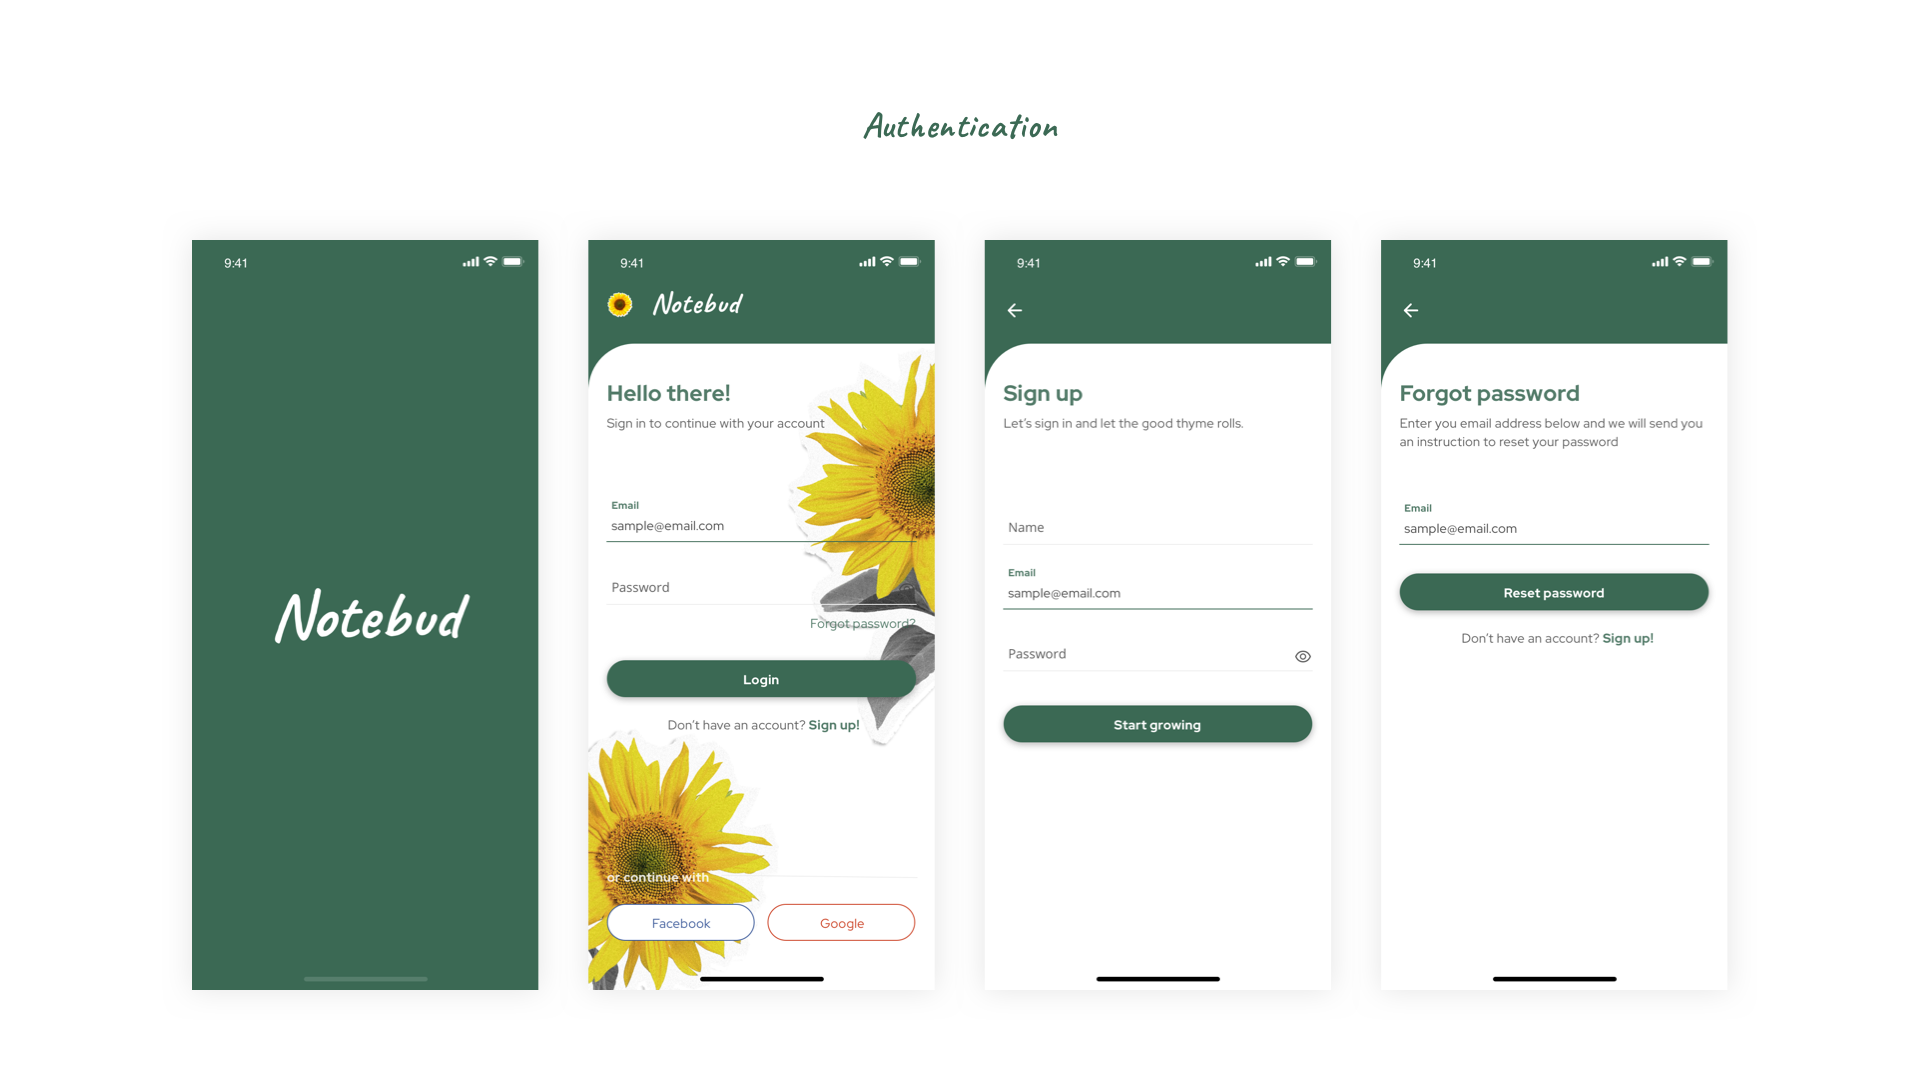 Authentication
9:41
Notebud
9:41
Notebud
Hello there!
Sign in to continue with your account
Email
sample@email.com
Password
Forgot password?
Login
Don't have an account? Sign up!
or continue with
Facebook
Google
9:41
Sign up
Let's sign in and let the good thyme rolls.
Name
Email
sample@email.com
Password
Start growing
9:41
Forgot password
Enter you email address below and we will send you
an instruction to reset your password
Email
sample@email.com
Reset password
Don't have an account? Sign up!